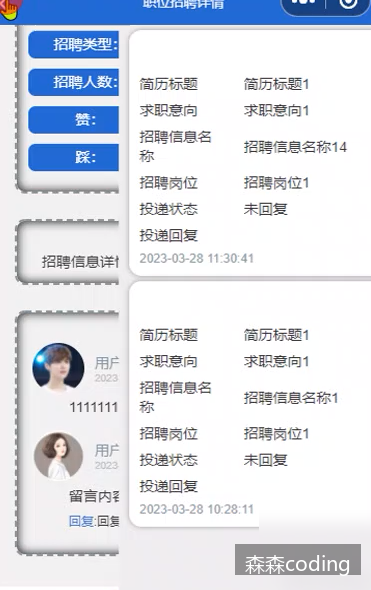 职位招聘详情
招聘类型:
招聘人数:
赞:
踩:
招聘信息详
用户
2023
1111111
用户
2023
留言内容
回复:回复
简历标题 简历标题1
求职意向 求职意向1
招聘信息名
称 招聘信息名称14
招聘岗位 招聘岗位1
投递状态 未回复
投递回复
2023-03-28 11:30:41
简历标题 简历标题1
求职意向 求职意向1
招聘信息名
称 招聘信息名称1
招聘岗位 招聘岗位1
投递状态 未回复
投递回复
2023-03-28 10:28:11
森森coding